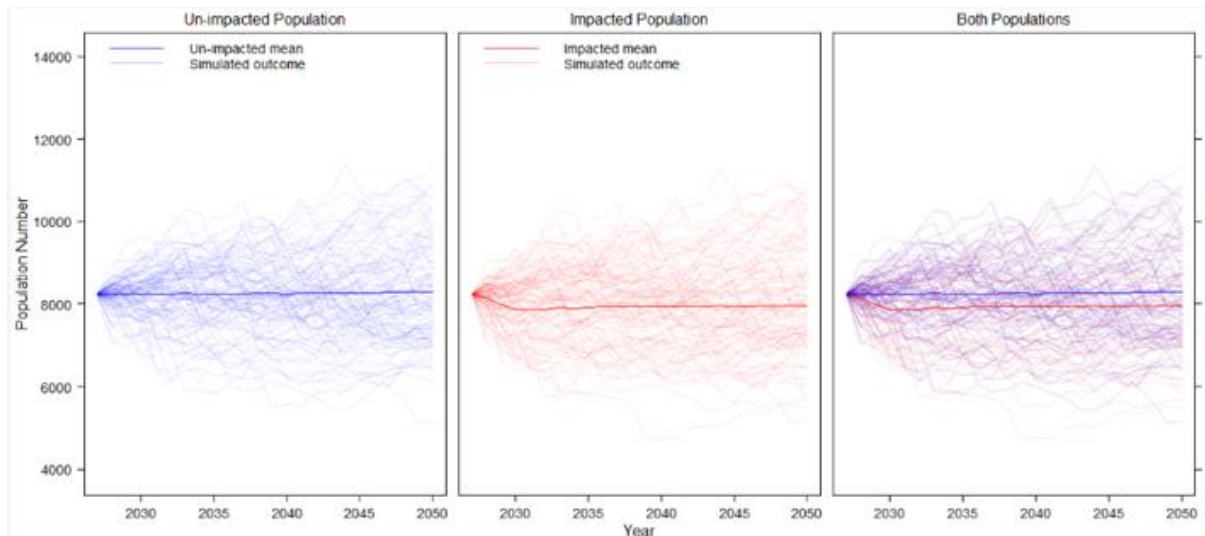 Un-impacted Population
Impacted Population
Both Populations
Un-impacted mean
Simulated outcome
Impacted mean
Simulated outcome
Population Number
14000
12000
10000
8000
6000
4000
2030 2035 2040 2045 2050
2030 2035 2040 2045 2050
2030 2035 2040 2045 2050
Year